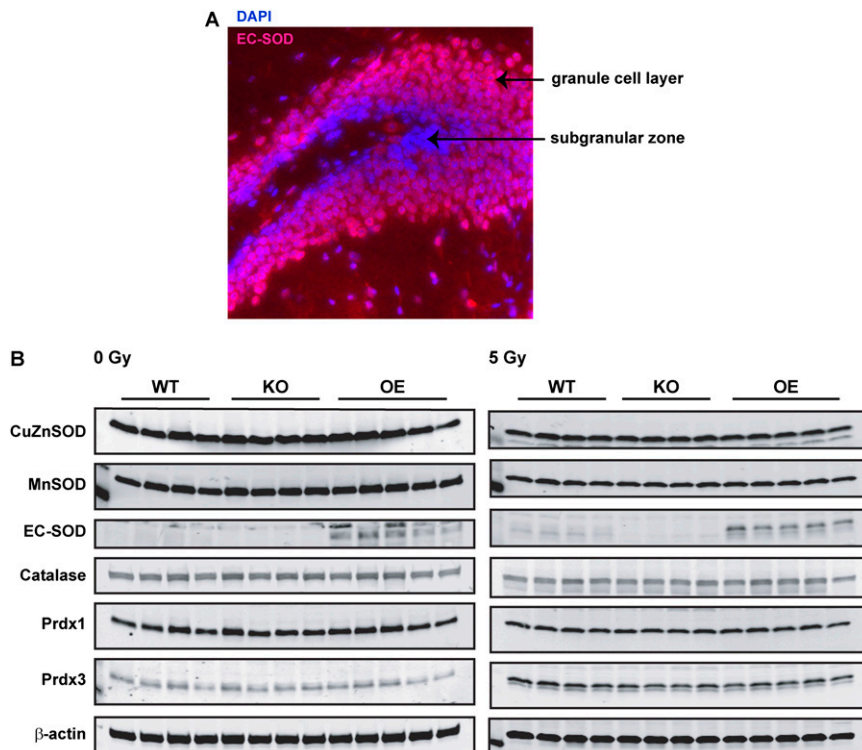 A
DAPI
EC-SOD
granule cell layer
subgranular zone
B
0 Gy
5 Gy
WT KO OE
WT KO OE
CuZnSOD
MnSOD
EC-SOD
Catalase
Prdx1
Prdx3
β-actin